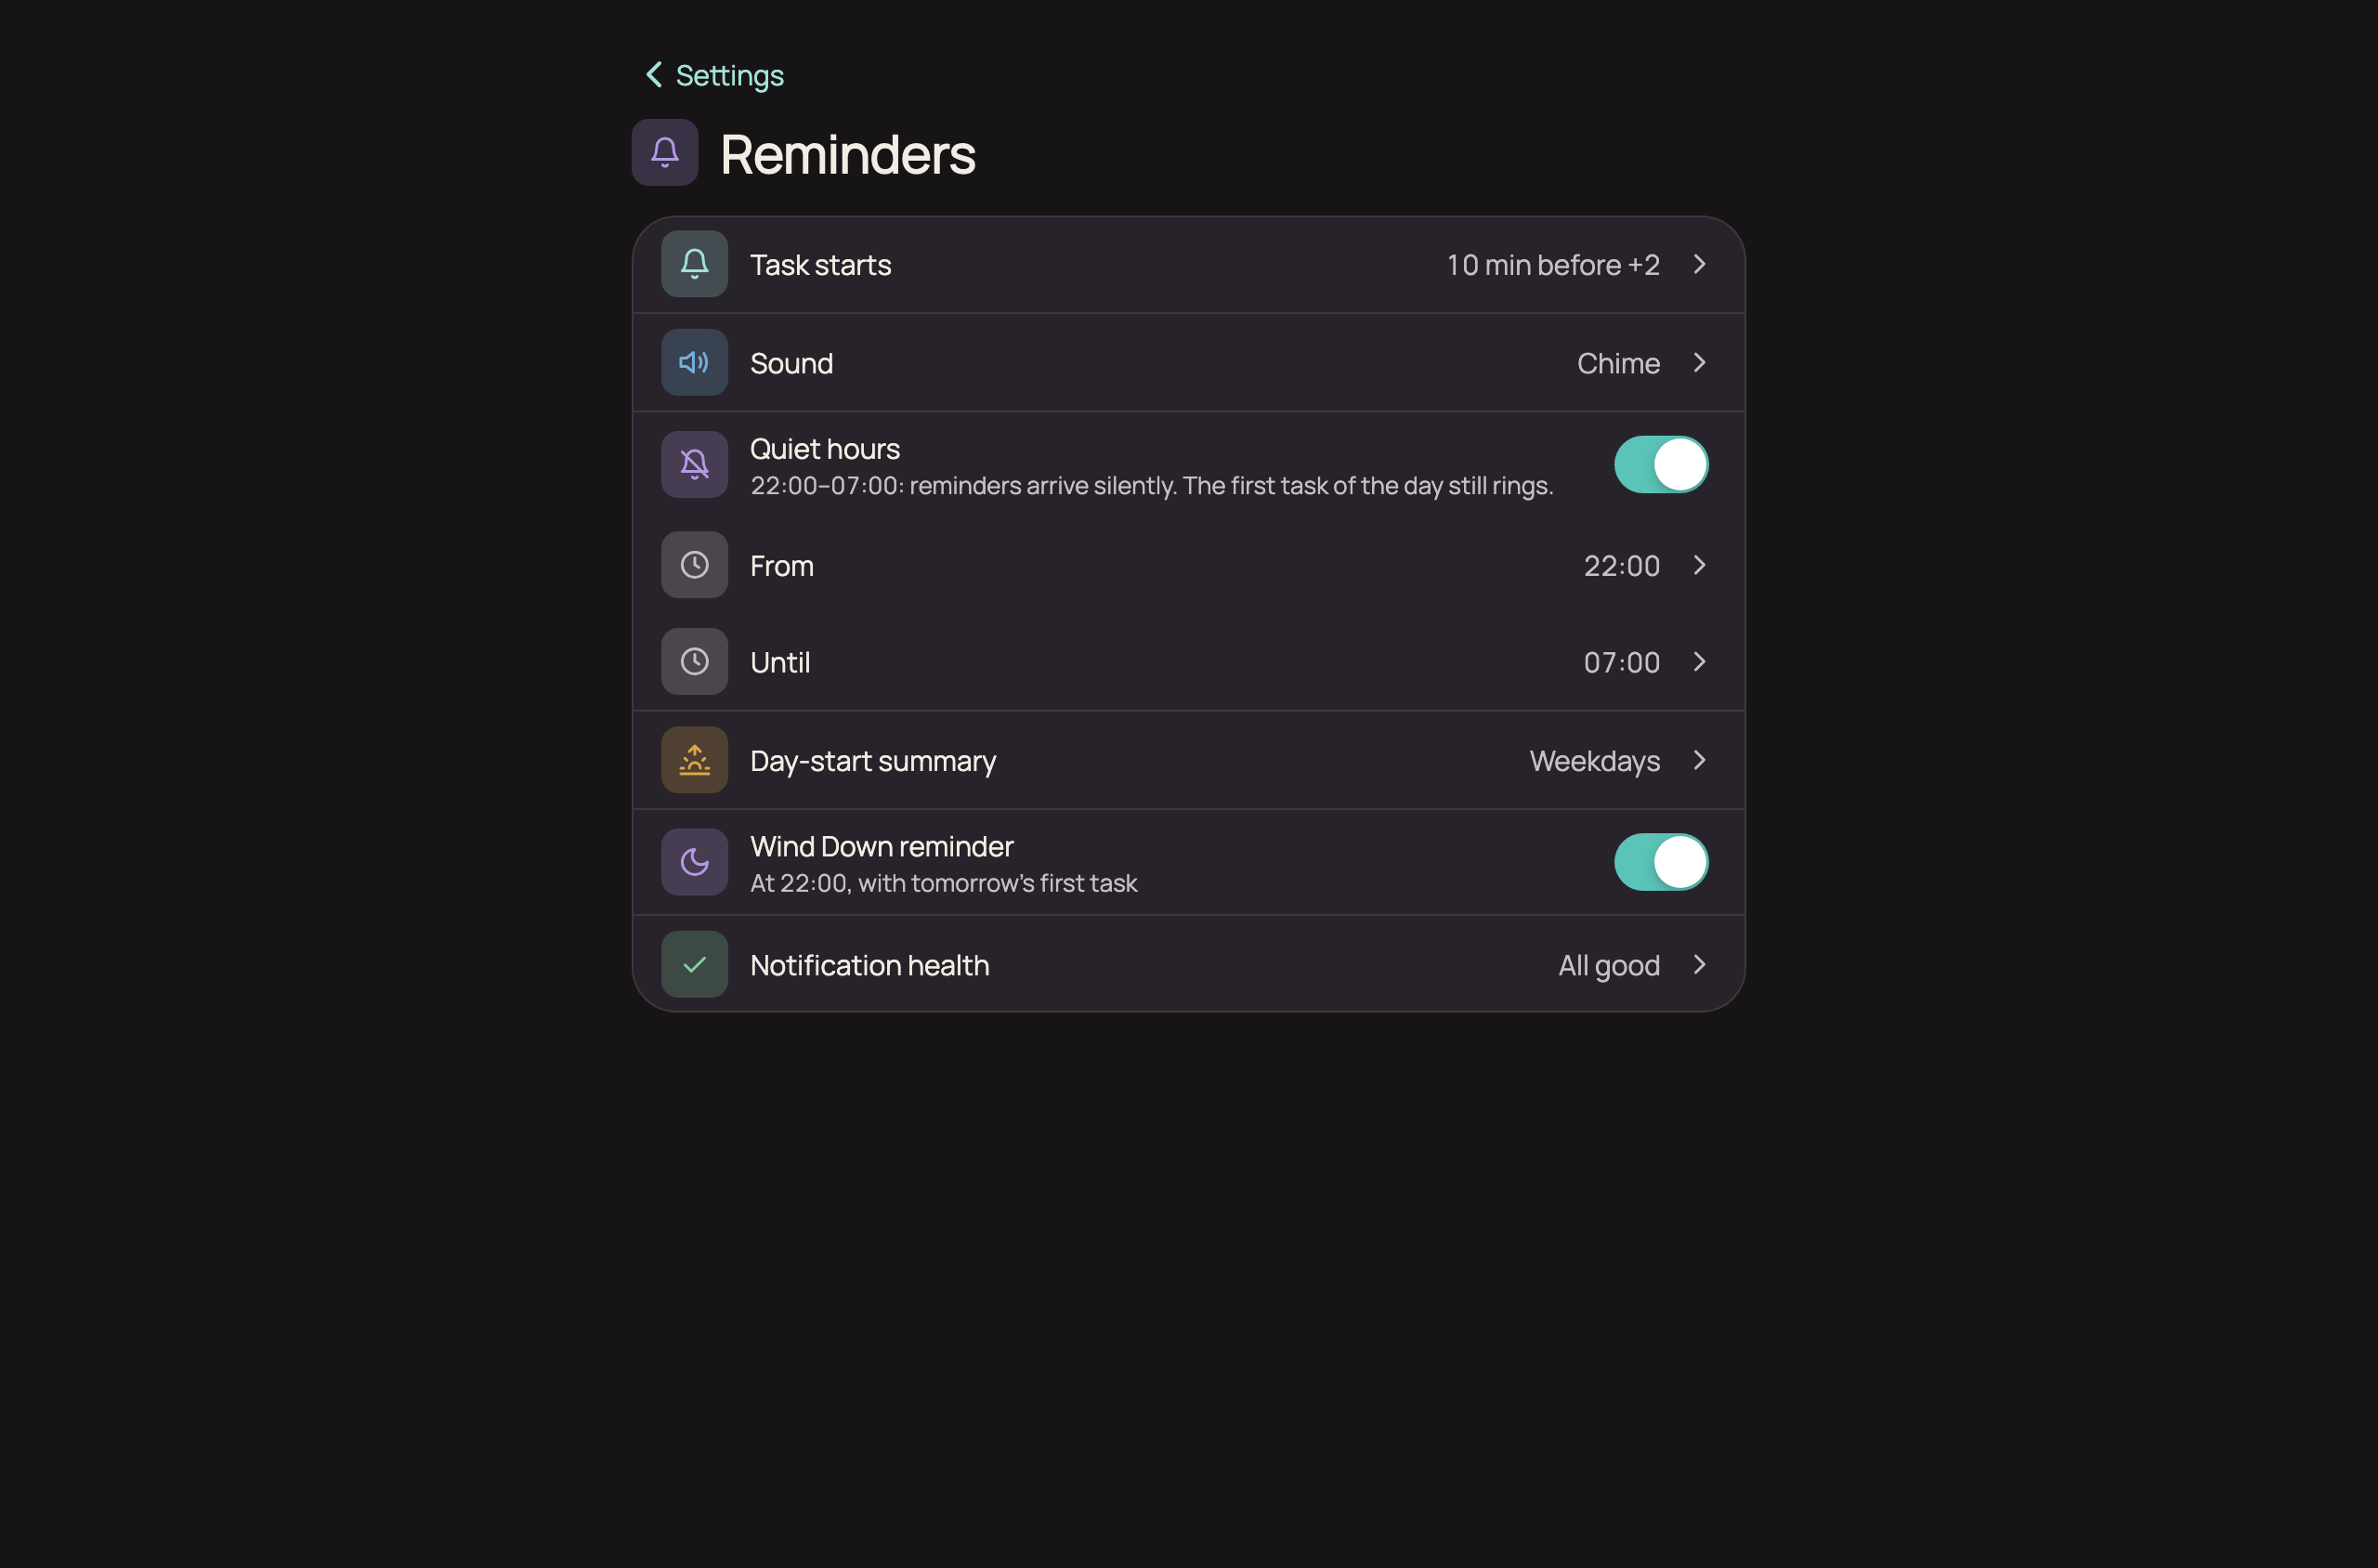 Settings
Reminders
Task starts
10 min before +2
Sound
Chime
Quiet hours
22:00–07:00: reminders arrive silently. The first task of the day still rings.
From
22:00
Until
07:00
Day-start summary
Weekdays
Wind Down reminder
At 22:00, with tomorrow’s first task
Notification health
All good